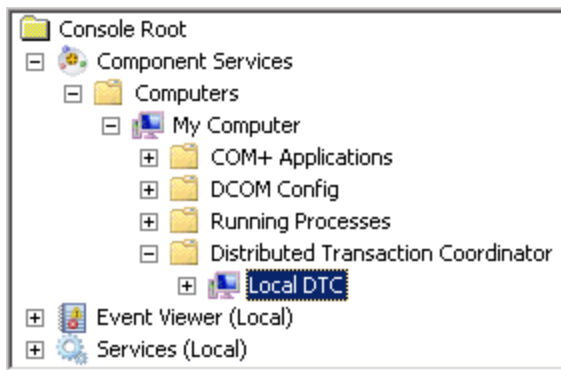 Console Root
Component Services
Computers
My Computer
COM+ Applications
DCOM Config
Running Processes
Distributed Transaction Coordinator
Local DTC
Event Viewer (Local)
Services (Local)